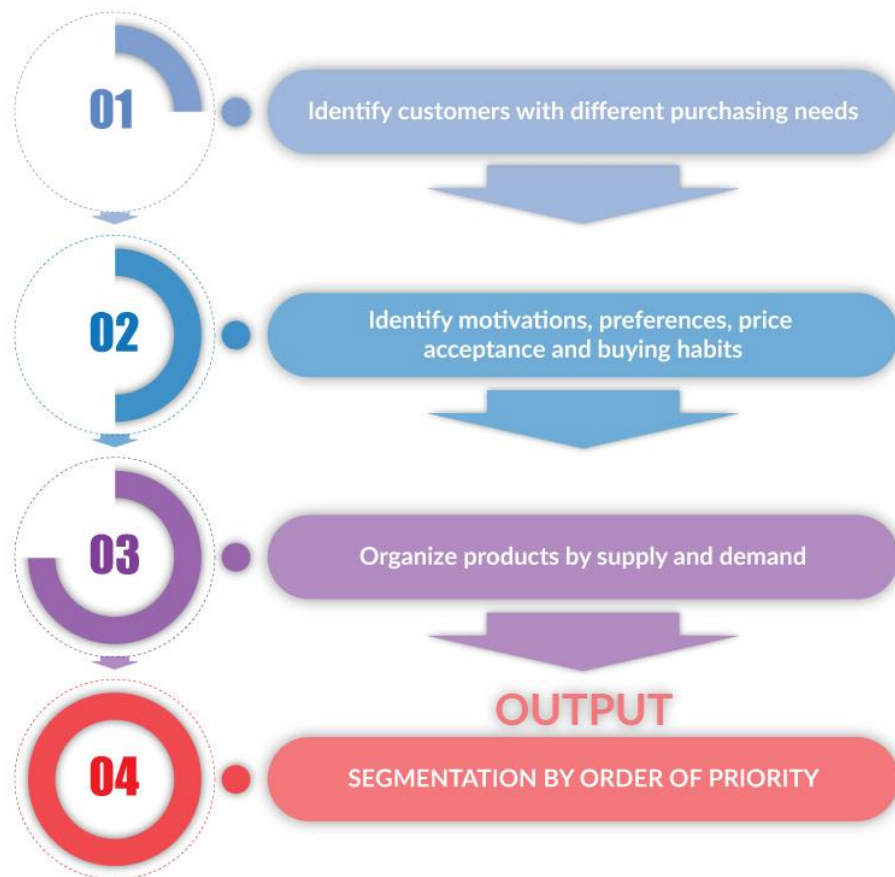 01
Identify customers with different purchasing needs
02
Identify motivations, preferences, price
acceptance and buying habits
03
Organize products by supply and demand
OUTPUT
04
SEGMENTATION BY ORDER OF PRIORITY